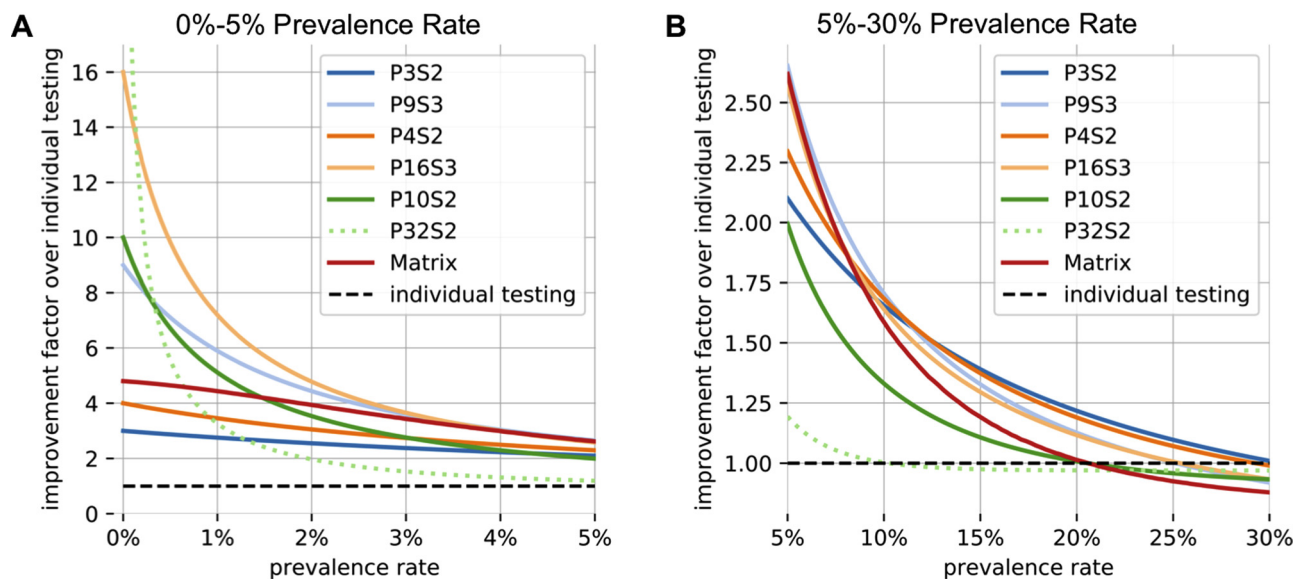 A
0%-5% Prevalence Rate
improvement factor over individual testing
16
14
12
10
8
6
4
2
0
P3S2
P9S3
P4S2
P16S3
P10S2
P32S2
Matrix
individual testing
0%
1%
2%
3%
4%
5%
prevalence rate
B
5%-30% Prevalence Rate
improvement factor over individual testing
2.50
2.25
2.00
1.75
1.50
1.25
1.00
P3S2
P9S3
P4S2
P16S3
P10S2
P32S2
Matrix
individual testing
5%
10%
15%
20%
25%
30%
prevalence rate